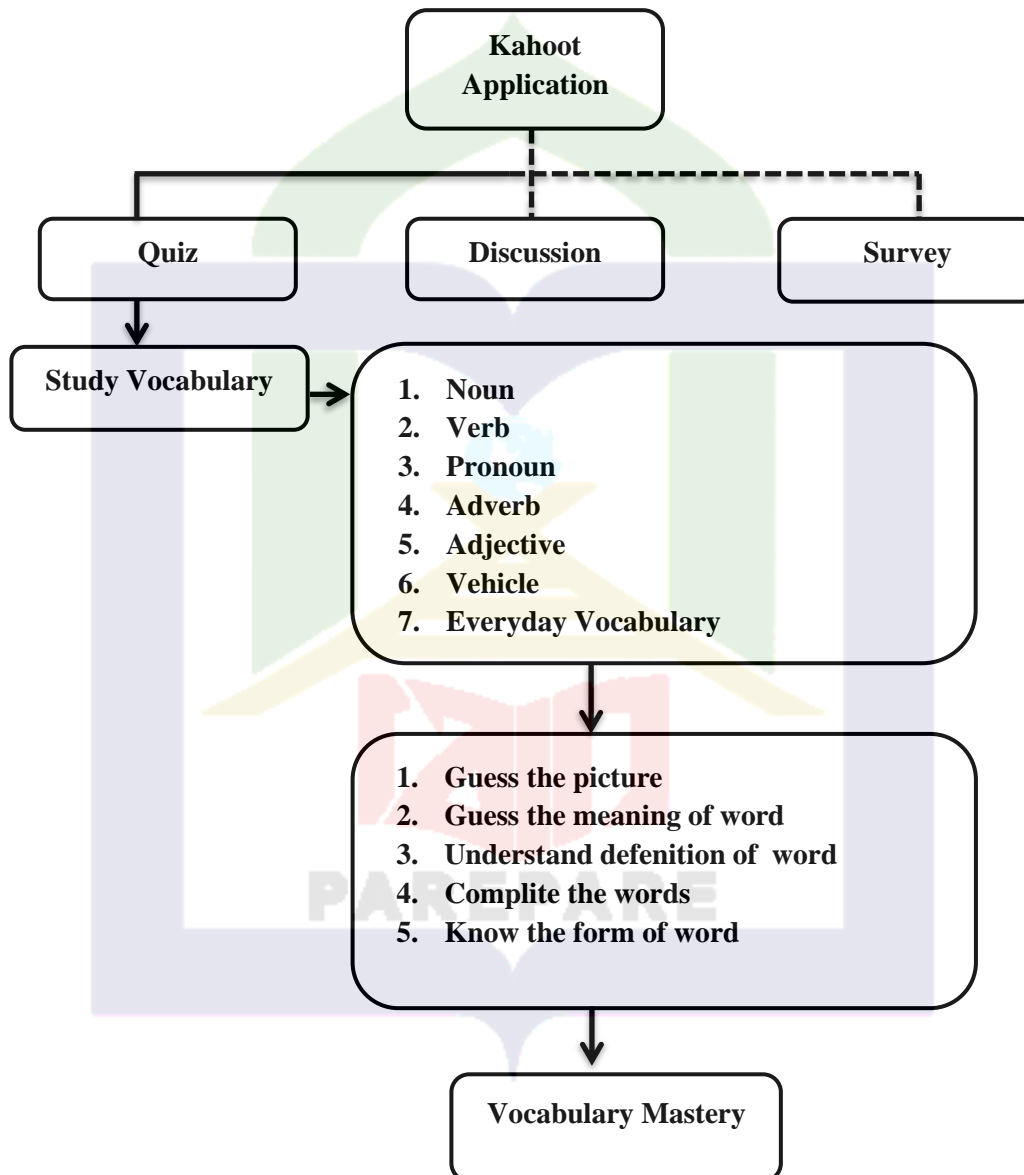 Kahoot
Application
Quiz
Discussion
Survey
Study Vocabulary
1. Noun
2. Verb
3. Pronoun
4. Adverb
5. Adjective
6. Vehicle
7. Everyday Vocabulary
1. Guess the picture
2. Guess the meaning of word
3. Understand defenition of word
4. Complite the words
5. Know the form of word
PAREPARE
Vocabulary Mastery